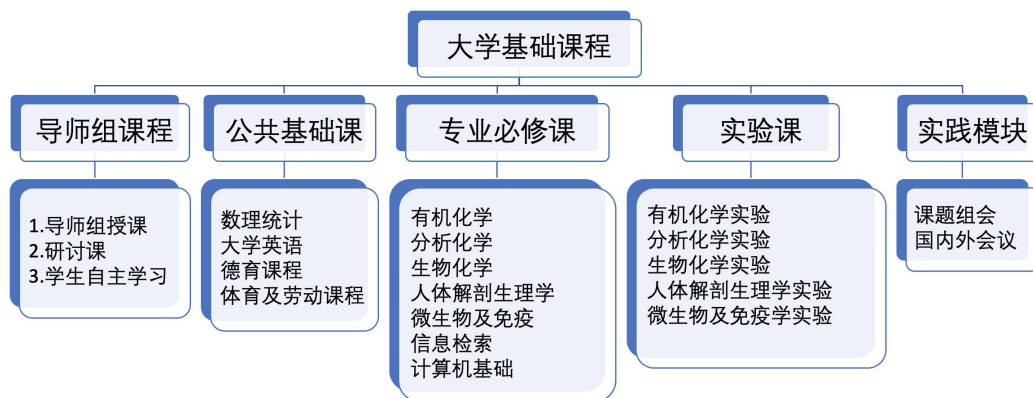 大学基础课程
导师组课程
公共基础课
专业必修课
实验课
实践模块
1.导师组授课
2.研讨课
3.学生自主学习
数理统计
大学英语
德育课程
体育及劳动课程
有机化学
分析化学
生物化学
人体解剖生理学
微生物及免疫
信息检索
计算机基础
有机化学实验
分析化学实验
生物化学实验
人体解剖生理学实验
微生物及免疫学实验
课题组会
国内外会议